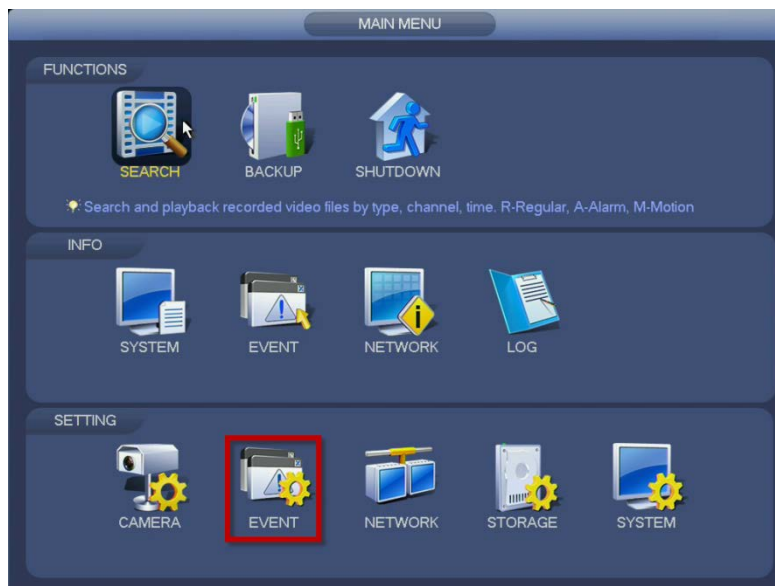 MAIN MENU
FUNCTIONS
SEARCH BACKUP SHUTDOWN
Search and playback recorded video files by type, channel, time. R-Regular, A-Alarm, M-Motion
INFO
SYSTEM EVENT NETWORK LOG
SETTING
CAMERA EVENT NETWORK STORAGE SYSTEM